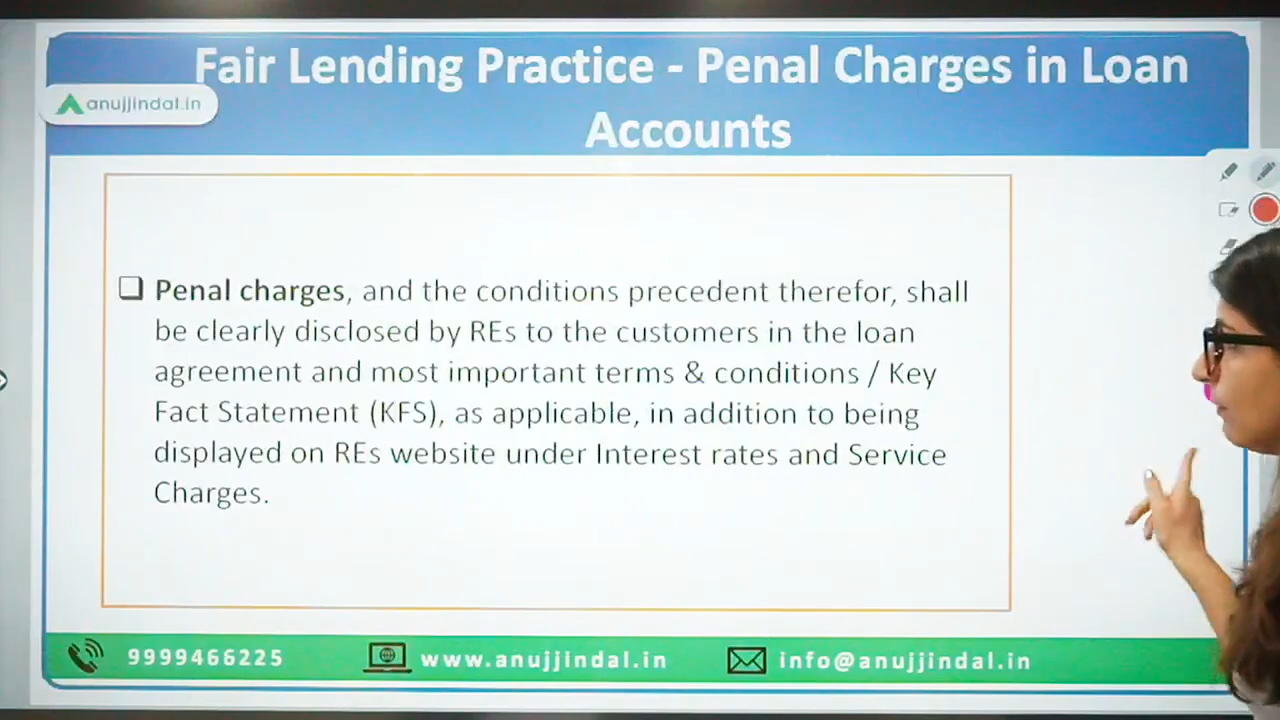 Fair Lending Practice - Penal Charges in Loan
Accounts
anujjindal.in
Penal charges, and the conditions precedent therefor, shall
be clearly disclosed by REs to the customers in the loan
agreement and most important terms & conditions / Key
Fact Statement (KFS), as applicable, in addition to being
displayed on REs website under Interest rates and Service
Charges.
9999466225
www.anujjindal.in
info@anujjindal.in